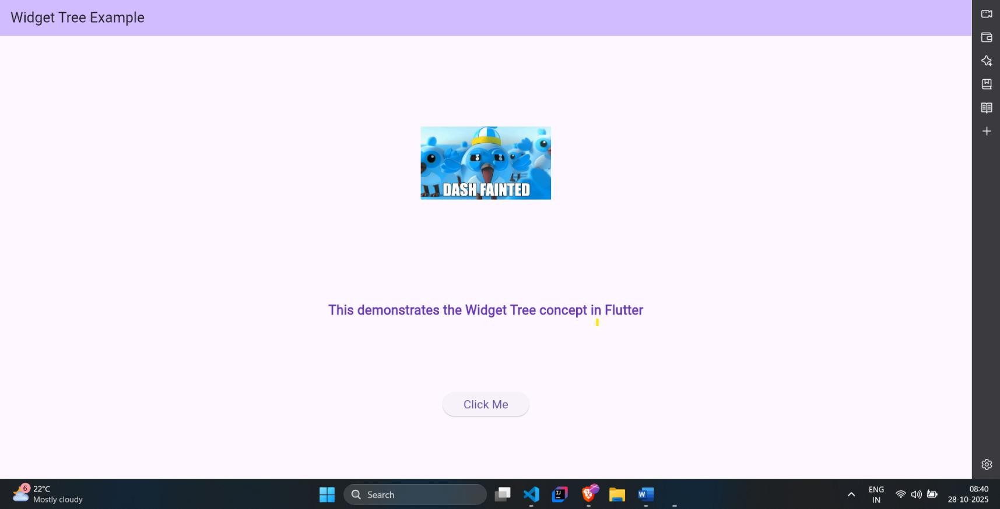 Widget Tree Example
DASH FAINTED
This demonstrates the Widget Tree concept in Flutter
Click Me
6
22°C
Mostly cloudy
Search
IJ
W
ENG
IN
08:40
28-10-2025